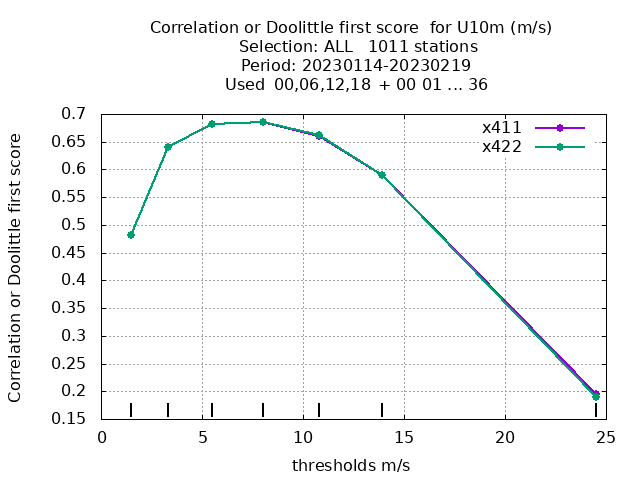 Correlation or Doolittle first score  for U10m (m/s)
Selection: ALL   1011 stations
Period: 20230114-20230219
Used  00,06,12,18  + 00 01 ... 36
x411
x422
Correlation or Doolittle first score
0.7
0.65
0.6
0.55
0.5
0.45
0.4
0.35
0.3
0.25
0.2
0.15
0 5 10 15 20 25
thresholds m/s